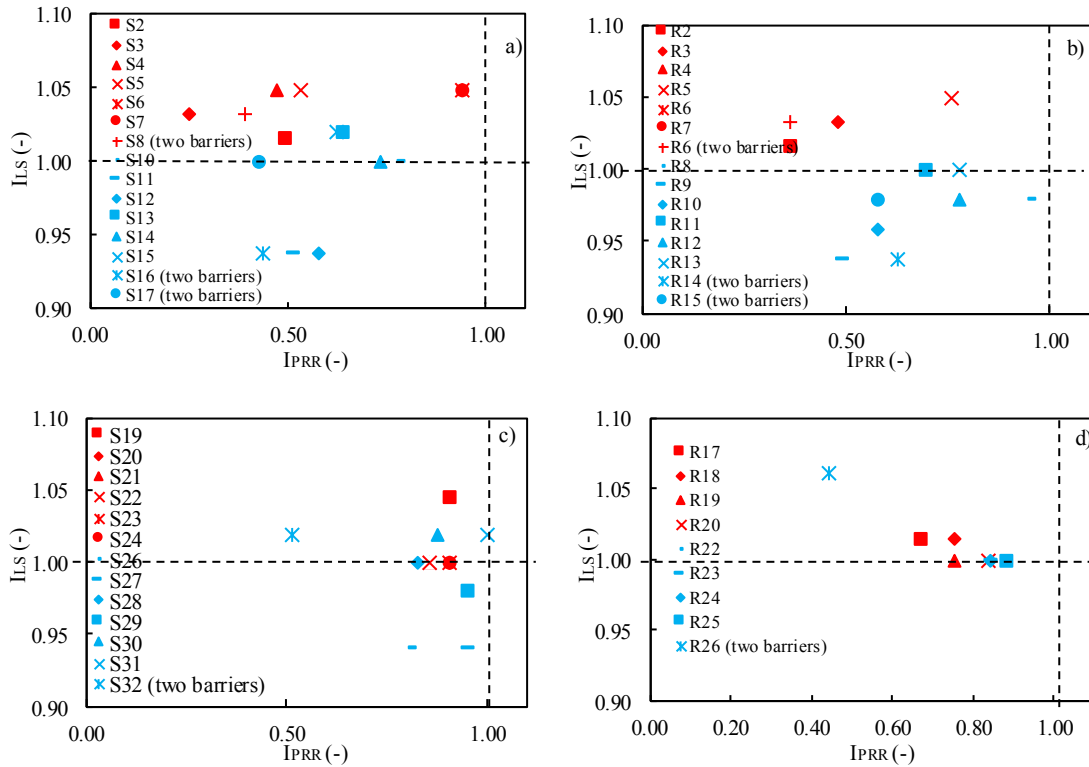 a)
1.10
1.05
1.00
0.95
0.90
ILS (-)
S2
S3
S4
S5
S6
S7
S8 (two barriers)
S10
S11
S12
S13
S14
S15
S16 (two barriers)
S17 (two barriers)
0.00 0.50 1.00
IPRR (-)
b)
1.10
1.05
1.00
0.95
0.90
ILS (-)
R2
R3
R4
R5
R6
R7
R6 (two barriers)
R8
R9
R10
R11
R12
R13
R14 (two barriers)
R15 (two barriers)
0.00 0.50 1.00
IPRR (-)
c)
1.10
1.05
1.00
0.95
0.90
ILS (-)
S19
S20
S21
S22
S23
S24
S26
S27
S28
S29
S30
S31
S32 (two barriers)
0.00 0.50 1.00
IPRR (-)
d)
1.10
1.05
1.00
0.95
0.90
ILS (-)
R17
R18
R19
R20
R22
R23
R24
R25
R26 (two barriers)
0.00 0.20 0.40 0.60 0.80 1.00
IPRR (-)